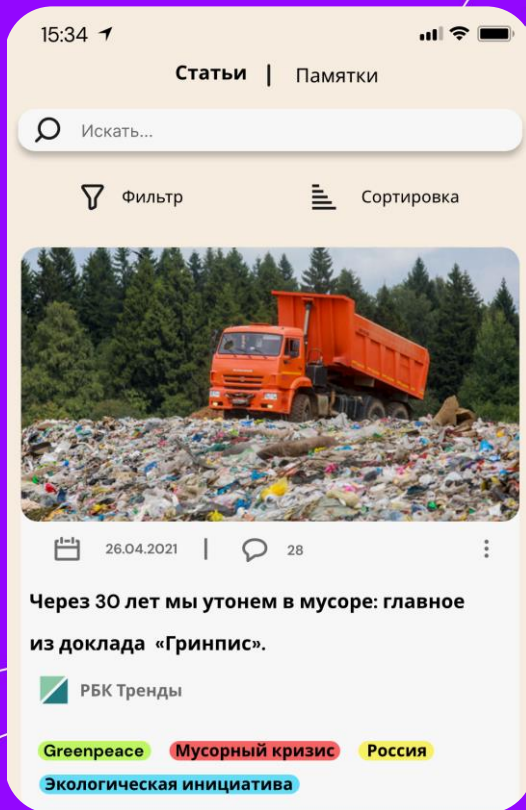 15:34
Статьи | Памятки
Искать...
Фильтр Сортировка
26.04.2021 | 28
Через 30 лет мы утонем в мусоре: главное
из доклада «Гринпис».
РБК Тренды
Greenpeace Мусорный кризис Россия
Экологическая инициатива